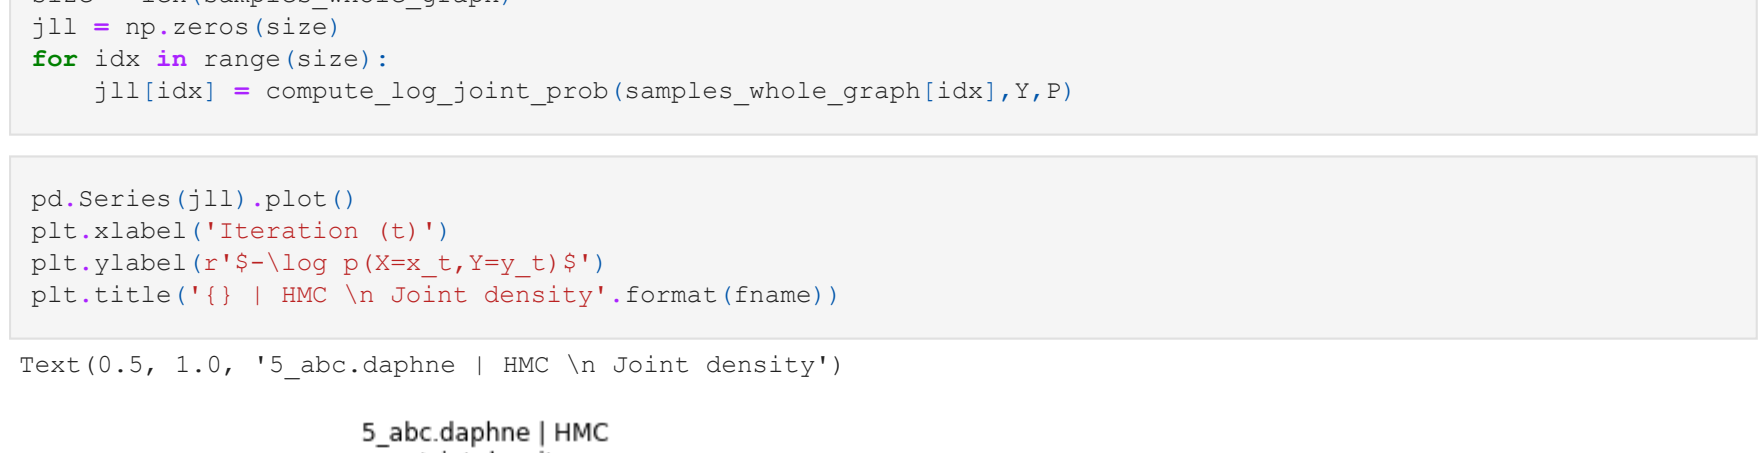 jll = np.zeros(size)
for idx in range(size):
    jll[idx] = compute_log_joint_prob(samples_whole_graph[idx],Y,P)
pd.Series(jll).plot()
plt.xlabel('Iteration (t)')
plt.ylabel(r'$-\log p(X=x_t,Y=y_t)$')
plt.title('{} | HMC \n Joint density'.format(fname))
Text(0.5, 1.0, '5_abc.daphne | HMC \n Joint density')
5_abc.daphne | HMC